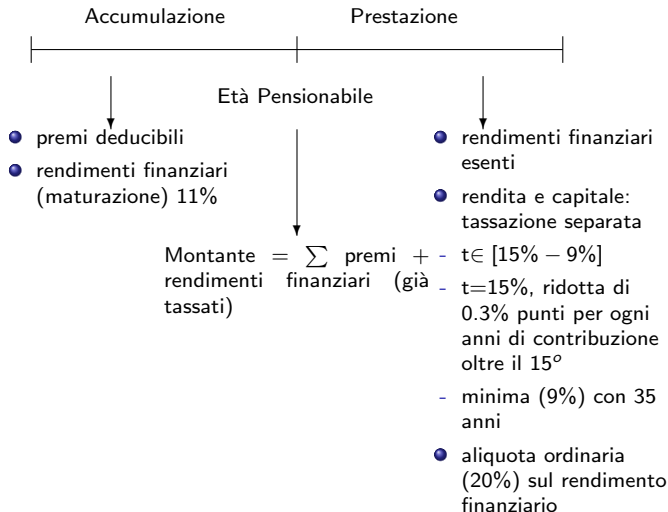 Accumulazione
Prestazione
Età Pensionabile
premi deducibili
rendimenti finanziari
(maturazione) 11%
Montante = ∑ premi +
rendimenti finanziari (già
tassati)
rendimenti finanziari
esenti
rendita e capitale:
tassazione separata
- t∈ [15% − 9%]
- t=15%, ridotta di
0.3% punti per ogni
anni di contribuzione
oltre il 15º
- minima (9%) con 35
anni
aliquota ordinaria
(20%) sul rendimento
finanziario